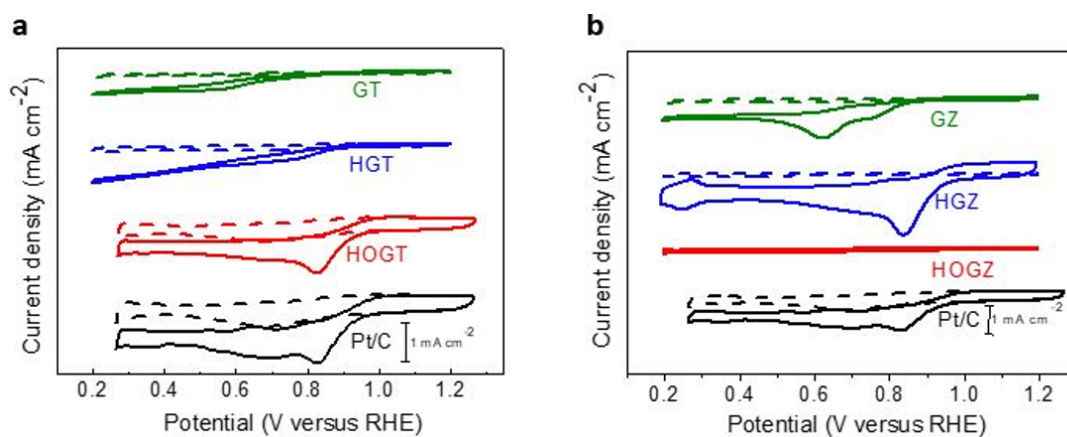 a
Current density (mA cm-2)
GT
HGT
HOGT
Pt/C
1 mA cm-2
0.2 0.4 0.6 0.8 1.0 1.2
Potential (V versus RHE)
b
Current density (mA cm-2)
GZ
HGZ
HOGZ
Pt/C
1 mA cm-2
0.2 0.4 0.6 0.8 1.0 1.2
Potential (V versus RHE)